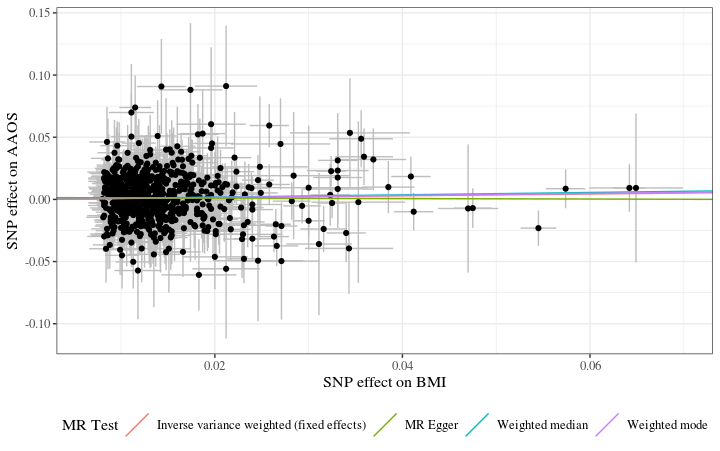 0.15
0.10
0.05
0.00
-0.05
-0.10
SNP effect on AAOS
0.02
0.04
0.06
SNP effect on BMI
MR Test
Inverse variance weighted (fixed effects)
MR Egger
Weighted median
Weighted mode